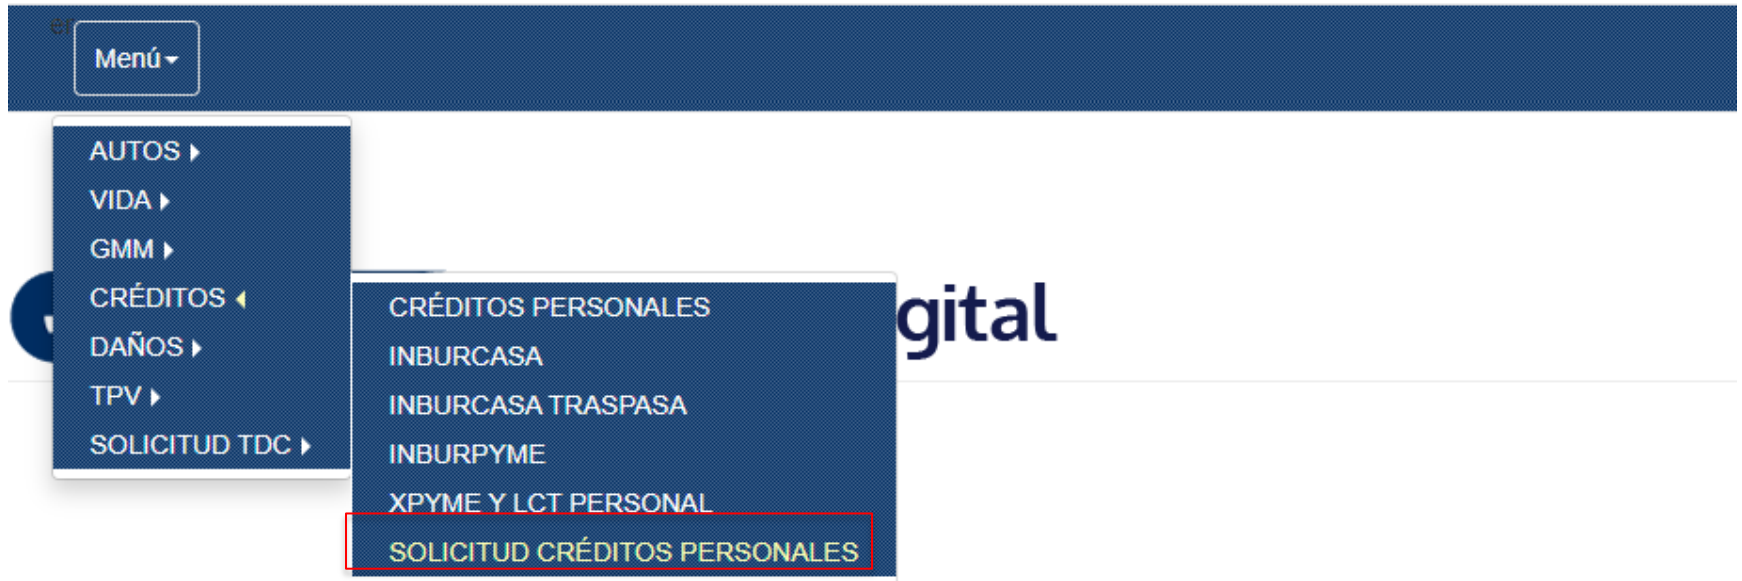 Menú
AUTOS
VIDA
GMM
CRÉDITOS
DAÑOS
TPV
SOLICITUD TDC
CRÉDITOS PERSONALES
INBURCASA
INBURCASA TRASPASA
INBURPYME
XPYME Y LCT PERSONAL
SOLICITUD CRÉDITOS PERSONALES
gital